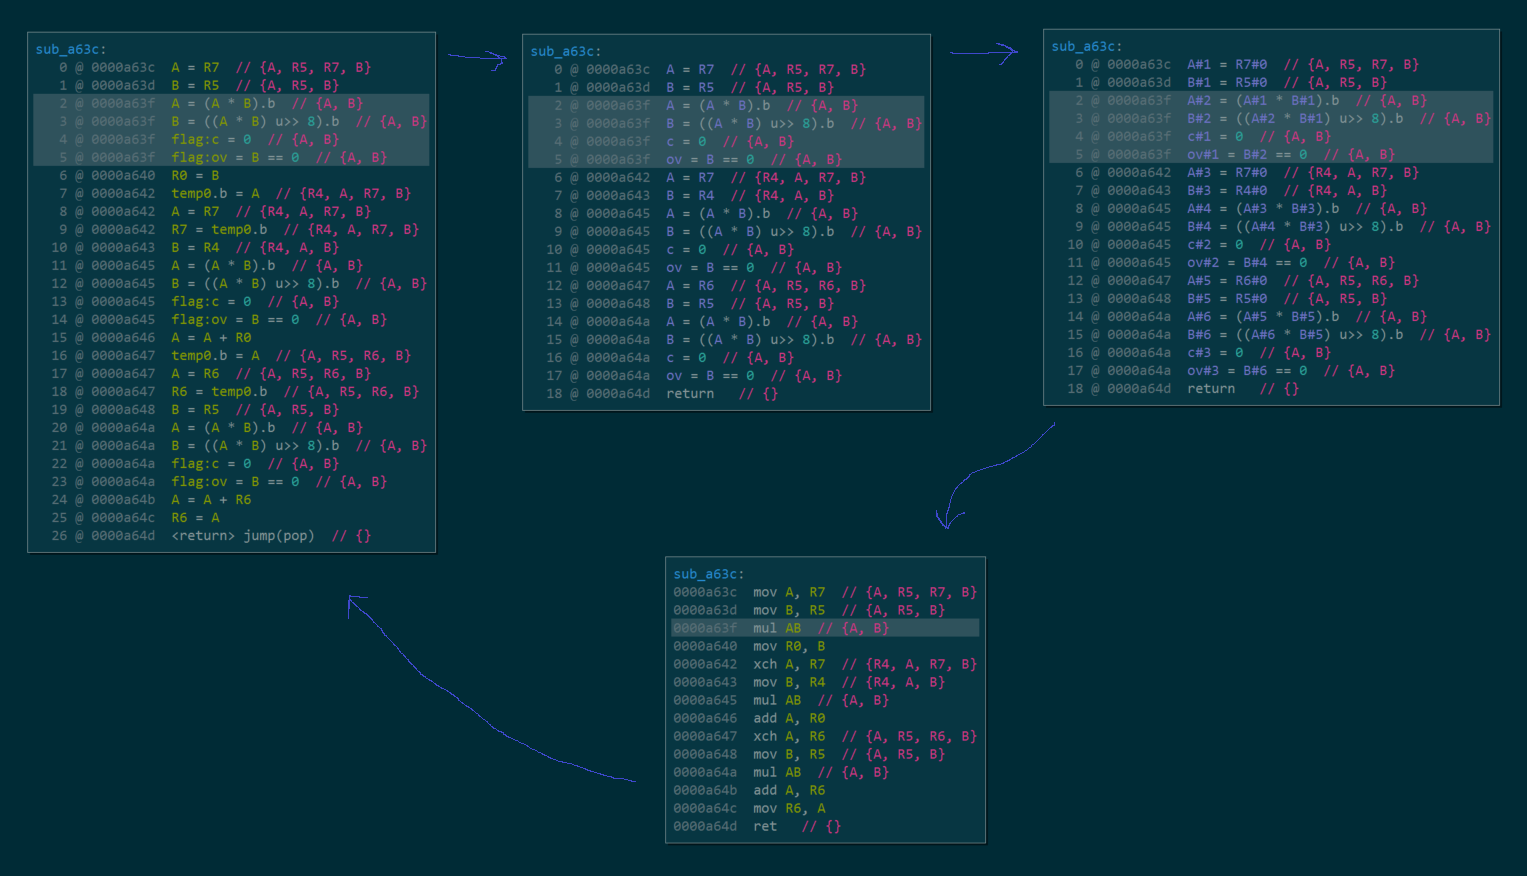 sub_a63c:
0 @ 0000a63c A = R7 // {A, R5, R7, B}
1 @ 0000a63d B = R5 // {A, R5, B}
2 @ 0000a63f A = (A * B).b // {A, B}
3 @ 0000a63f B = ((A * B) u>> 8).b // {A, B}
4 @ 0000a63f flag:c = 0 // {A, B}
5 @ 0000a63f flag:ov = B == 0 // {A, B}
6 @ 0000a640 R0 = B
7 @ 0000a642 temp0.b = A // {R4, A, R7, B}
8 @ 0000a642 A = R7 // {R4, A, R7, B}
9 @ 0000a642 R7 = temp0.b // {R4, A, R7, B}
10 @ 0000a643 B = R4 // {R4, A, B}
11 @ 0000a645 A = (A * B).b // {A, B}
12 @ 0000a645 B = ((A * B) u>> 8).b // {A, B}
13 @ 0000a645 flag:c = 0 // {A, B}
14 @ 0000a645 flag:ov = B == 0 // {A, B}
15 @ 0000a646 A = A + R0
16 @ 0000a647 temp0.b = A // {A, R5, R6, B}
17 @ 0000a647 A = R6 // {A, R5, R6, B}
18 @ 0000a647 R6 = temp0.b // {A, R5, R6, B}
19 @ 0000a648 B = R5 // {A, R5, B}
20 @ 0000a64a A = (A * B).b // {A, B}
21 @ 0000a64a B = ((A * B) u>> 8).b // {A, B}
22 @ 0000a64a flag:c = 0 // {A, B}
23 @ 0000a64a flag:ov = B == 0 // {A, B}
24 @ 0000a64b A = A + R6
25 @ 0000a64c R6 = A
26 @ 0000a64d <return> jump(pop) // {}
sub_a63c:
0 @ 0000a63c A = R7 // {A, R5, R7, B}
1 @ 0000a63d B = R5 // {A, R5, B}
2 @ 0000a63f A = (A * B).b // {A, B}
3 @ 0000a63f B = ((A * B) u>> 8).b // {A, B}
4 @ 0000a63f c = 0 // {A, B}
5 @ 0000a63f ov = B == 0 // {A, B}
6 @ 0000a642 A = R7 // {R4, A, R7, B}
7 @ 0000a643 B = R4 // {R4, A, B}
8 @ 0000a645 A = (A * B).b // {A, B}
9 @ 0000a645 B = ((A * B) u>> 8).b // {A, B}
10 @ 0000a645 c = 0 // {A, B}
11 @ 0000a645 ov = B == 0 // {A, B}
12 @ 0000a647 A = R6 // {A, R5, R6, B}
13 @ 0000a648 B = R5 // {A, R5, B}
14 @ 0000a64a A = (A * B).b // {A, B}
15 @ 0000a64a B = ((A * B) u>> 8).b // {A, B}
16 @ 0000a64a c = 0 // {A, B}
17 @ 0000a64a ov = B == 0 // {A, B}
18 @ 0000a64d return // {}
sub_a63c:
0 @ 0000a63c A#1 = R7#0 // {A, R5, R7, B}
1 @ 0000a63d B#1 = R5#0 // {A, R5, B}
2 @ 0000a63f A#2 = (A#1 * B#1).b // {A, B}
3 @ 0000a63f B#2 = ((A#2 * B#1) u>> 8).b // {A, B}
4 @ 0000a63f c#1 = 0 // {A, B}
5 @ 0000a63f ov#1 = B#2 == 0 // {A, B}
6 @ 0000a642 A#3 = R7#0 // {R4, A, R7, B}
7 @ 0000a643 B#3 = R4#0 // {R4, A, B}
8 @ 0000a645 A#4 = (A#3 * B#3).b // {A, B}
9 @ 0000a645 B#4 = ((A#4 * B#3) u>> 8).b // {A, B}
10 @ 0000a645 c#2 = 0 // {A, B}
11 @ 0000a645 ov#2 = B#4 == 0 // {A, B}
12 @ 0000a647 A#5 = R6#0 // {A, R5, R6, B}
13 @ 0000a648 B#5 = R5#0 // {A, R5, B}
14 @ 0000a64a A#6 = (A#5 * B#5).b // {A, B}
15 @ 0000a64a B#6 = ((A#6 * B#5) u>> 8).b // {A, B}
16 @ 0000a64a c#3 = 0 // {A, B}
17 @ 0000a64a ov#3 = B#6 == 0 // {A, B}
18 @ 0000a64d return // {}
sub_a63c:
0000a63c mov A, R7 // {A, R5, R7, B}
0000a63d mov B, R5 // {A, R5, B}
0000a63f mul AB // {A, B}
0000a640 mov R0, B
0000a642 xch A, R7 // {R4, A, R7, B}
0000a643 mov B, R4 // {R4, A, B}
0000a645 mul AB // {A, B}
0000a646 add A, R0
0000a647 xch A, R6 // {A, R5, R6, B}
0000a648 mov B, R5 // {A, R5, B}
0000a64a mul AB // {A, B}
0000a64b add A, R6
0000a64c mov R6, A
0000a64d ret // {}